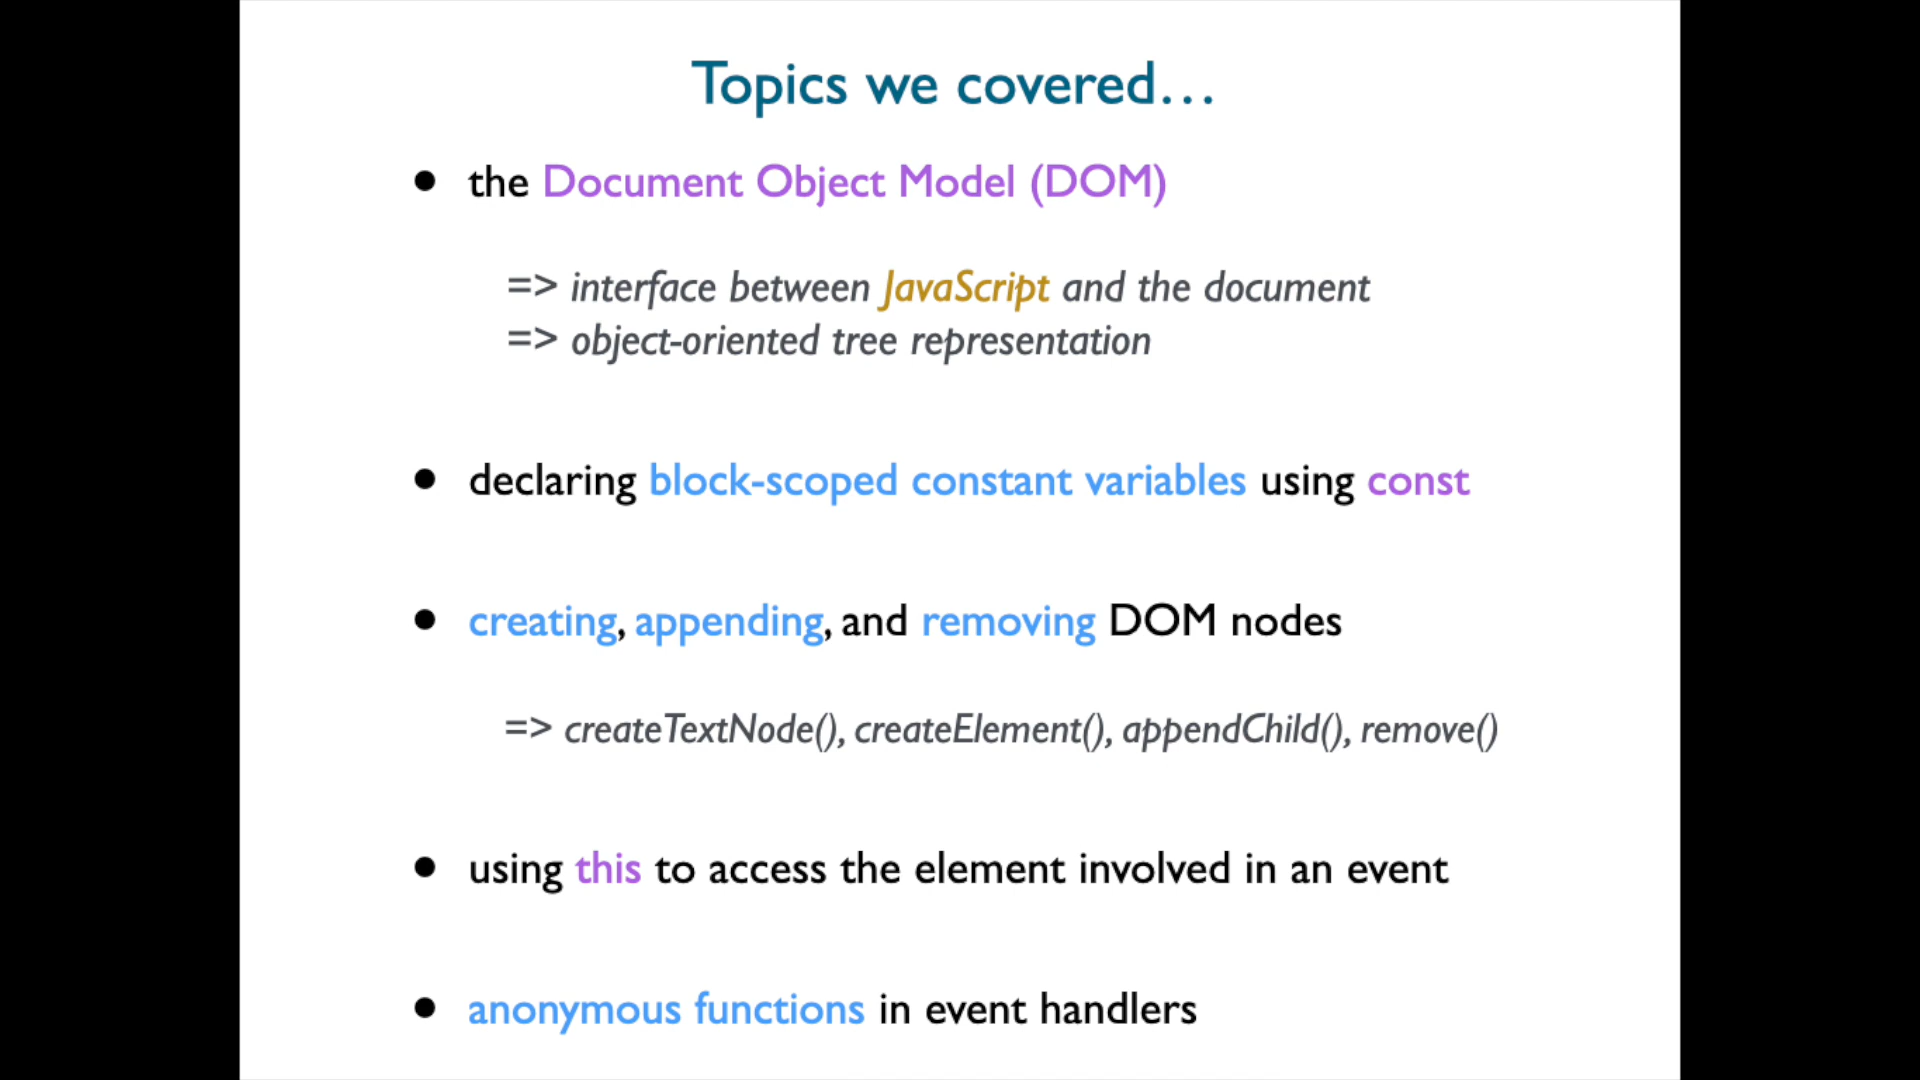 Topics we covered…
• the Document Object Model (DOM)
=> interface between JavaScript and the document
=> object-oriented tree representation
• declaring block-scoped constant variables using const
• creating, appending, and removing DOM nodes
=> createTextNode(), createElement(), appendChild(), remove()
• using this to access the element involved in an event
• anonymous functions in event handlers